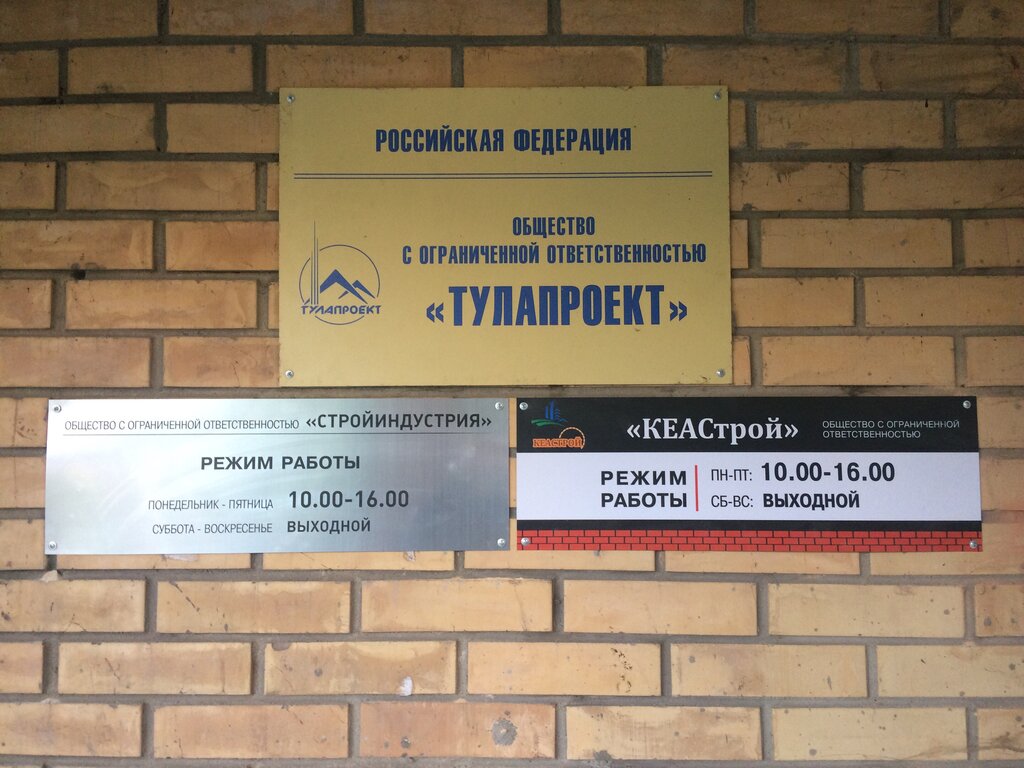 РОССИЙСКАЯ ФЕДЕРАЦИЯ
ОБЩЕСТВО
С ОГРАНИЧЕННОЙ ОТВЕТСТВЕННОСТЬЮ
«ТУЛАПРОЕКТ»
ТУЛАПРОЕКТ
ОБЩЕСТВО С ОГРАНИЧЕННОЙ ОТВЕТСТВЕННОСТЬЮ «СТРОЙИНДУСТРИЯ»
РЕЖИМ РАБОТЫ
ПОНЕДЕЛЬНИК - ПЯТНИЦА 10.00-16.00
СУББОТА - ВОСКРЕСЕНЬЕ ВЫХОДНОЙ
КЕАСТРОЙ
«КЕАСтрой»
ОБЩЕСТВО С ОГРАНИЧЕННОЙ
ОТВЕТСТВЕННОСТЬЮ
РЕЖИМ
РАБОТЫ
ПН-ПТ: 10.00-16.00
СБ-ВС: ВЫХОДНОЙ